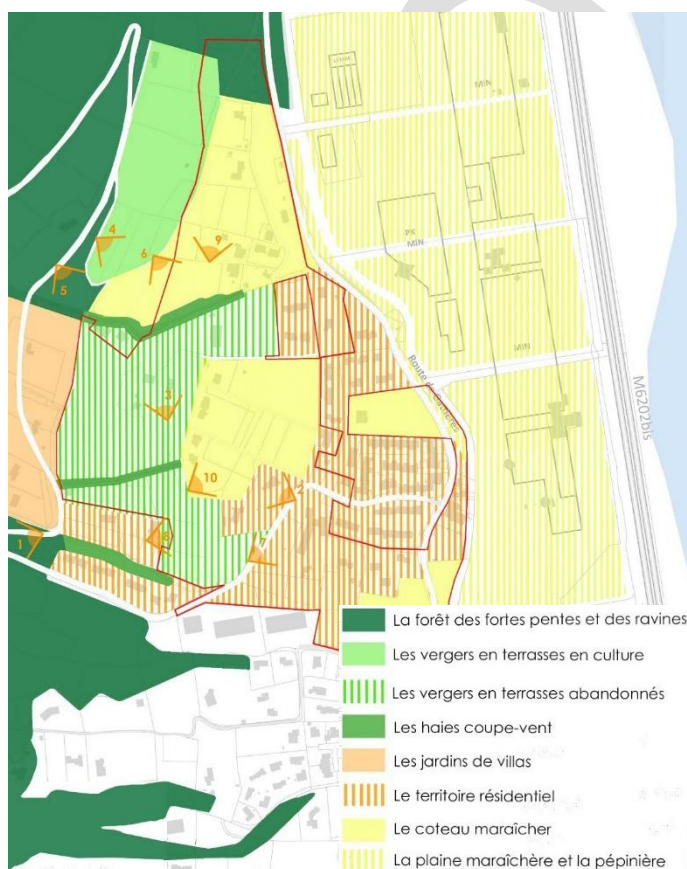 MIN
PK
MIN
4
9
6
5
MIN
Route de
M6202bis
3
10
2
1
8
7
La forêt des fortes pentes et des ravines
Les vergers en terrasses en culture
Les vergers en terrasses abandonnés
Les haies coupe-vent
Les jardins de villas
Le territoire résidentiel
Le coteau maraîcher
La plaine maraîchère et la pépinière